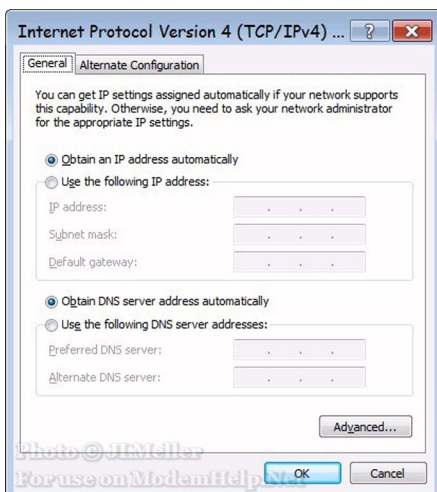 Internet Protocol Version 4 (TCP/IPv4) ...
General
Alternate Configuration
You can get IP settings assigned automatically if your network supports
this capability. Otherwise, you need to ask your network administrator
for the appropriate IP settings.
Obtain an IP address automatically
Use the following IP address:
IP address:
Subnet mask:
Default gateway:
Obtain DNS server address automatically
Use the following DNS server addresses:
Preferred DNS server:
Alternate DNS server:
Advanced...
Photo © JLMeller
For use on ModemHelp.Net
OK
Cancel